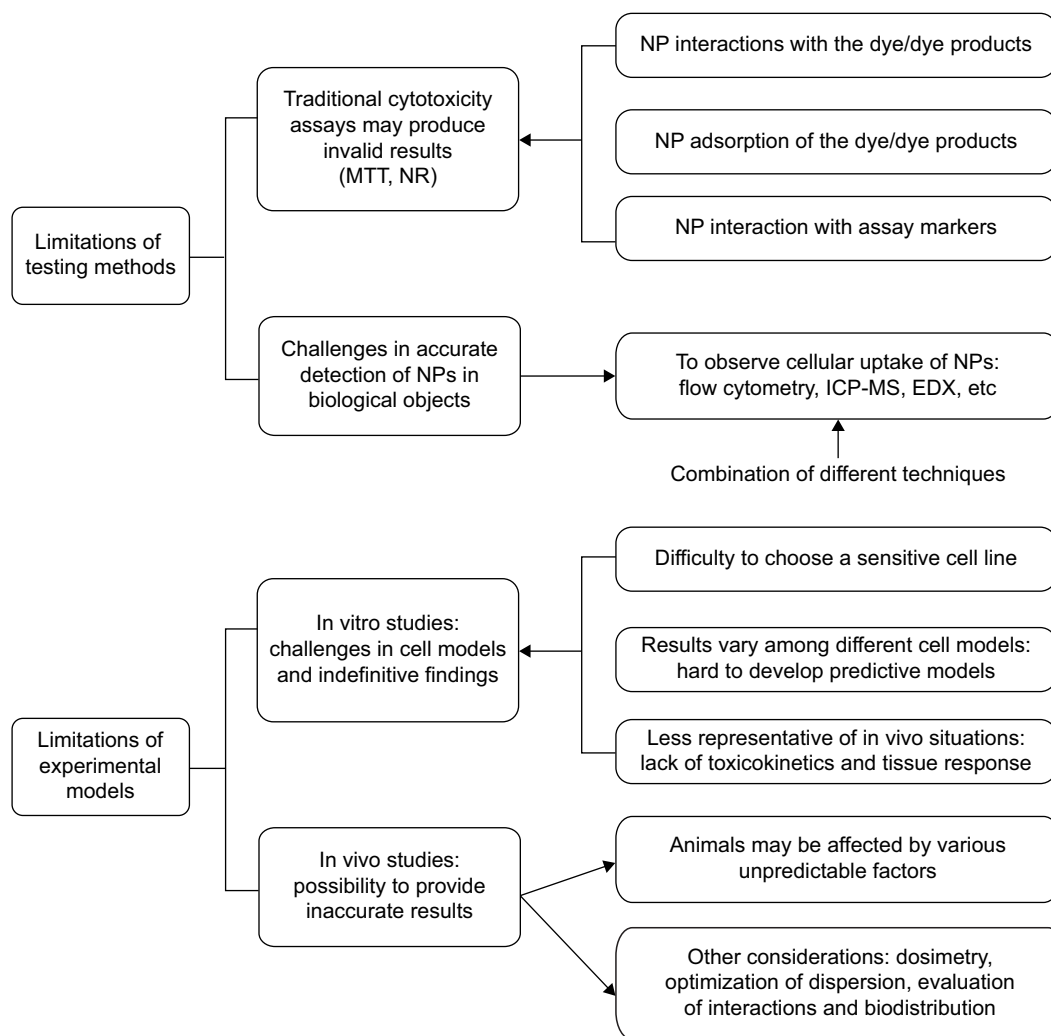 NP interactions with the dye/dye products
Traditional cytotoxicity
assays may produce
invalid results
(MTT, NR)
NP adsorption of the dye/dye products
NP interaction with assay markers
Limitations of
testing methods
Challenges in accurate
detection of NPs in
biological objects
To observe cellular uptake of NPs:
flow cytometry, ICP-MS, EDX, etc
Combination of different techniques
Difficulty to choose a sensitive cell line
In vitro studies:
challenges in cell models
and indefinitive findings
Results vary among different cell models:
hard to develop predictive models
Less representative of in vivo situations:
lack of toxicokinetics and tissue response
Limitations of
experimental
models
In vivo studies:
possibility to provide
inaccurate results
Animals may be affected by various
unpredictable factors
Other considerations: dosimetry,
optimization of dispersion, evaluation
of interactions and biodistribution